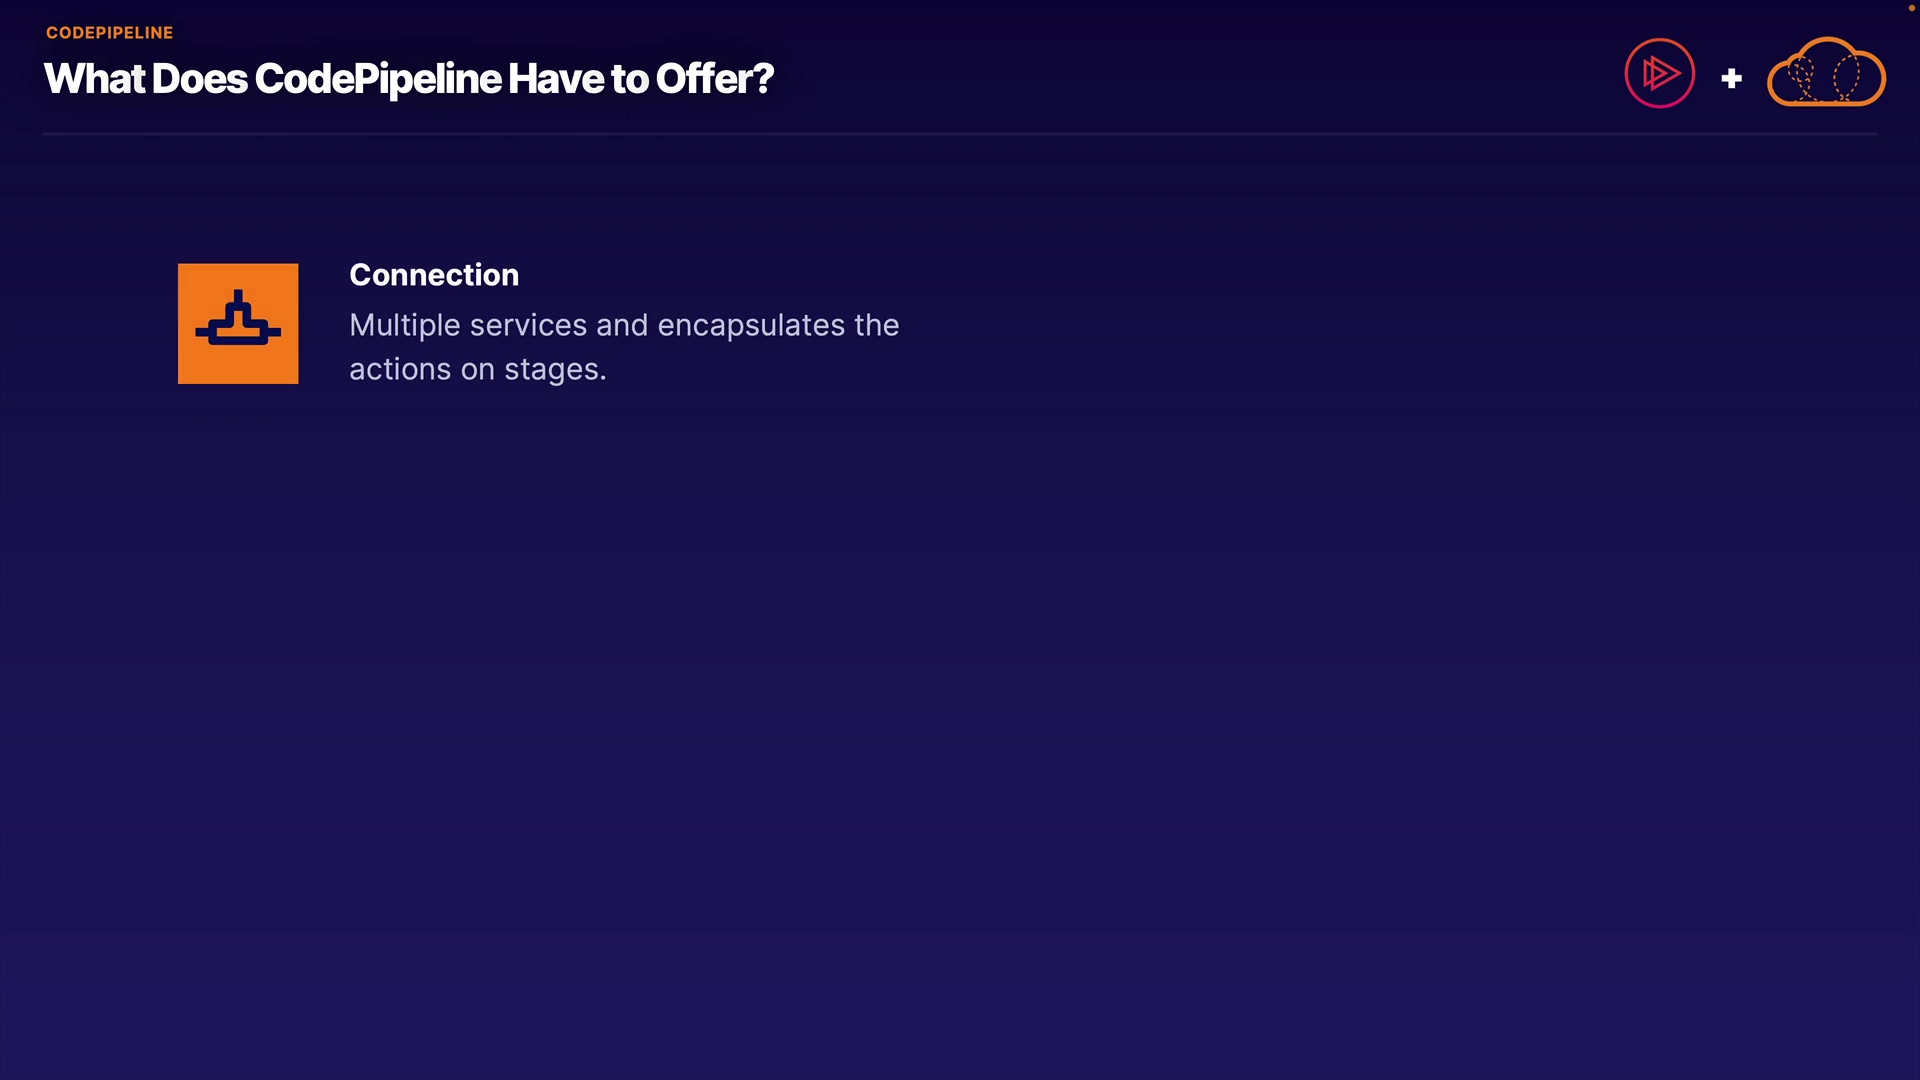 CODEPIPELINE
What Does CodePipeline Have to Offer?
+
Connection
Multiple services and encapsulates the
actions on stages.